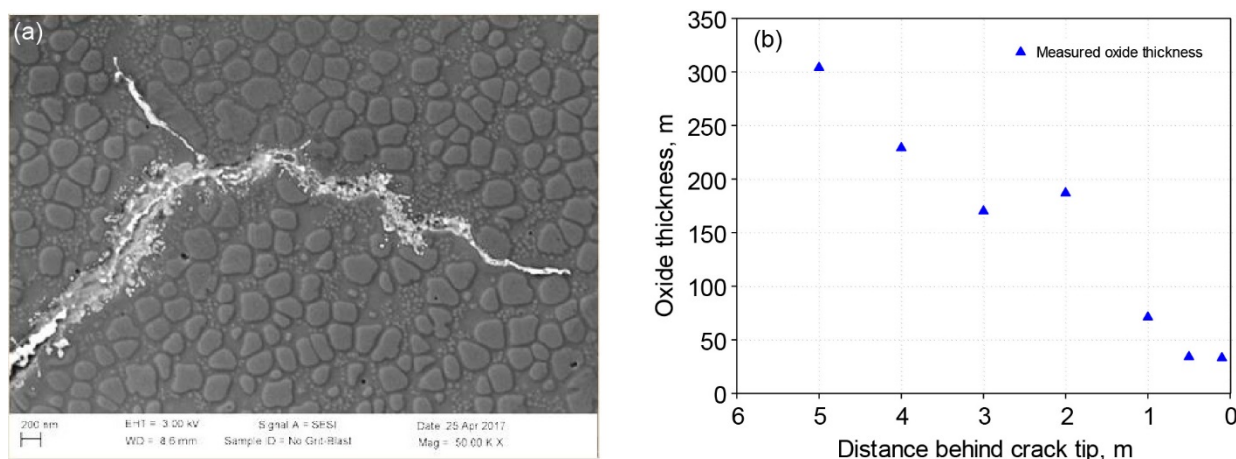 (a)
200 nm
EHT = 3.00 kV
Signal A = SESI
Date: 25 Apr 2017
WD = 8.6 mm
Sample ID = No Grit-Blast
Mag = 50.00 K X
(b)
Measured oxide thickness
Oxide thickness, m
350
300
250
200
150
100
50
0
6 5 4 3 2 1 0
Distance behind crack tip, m